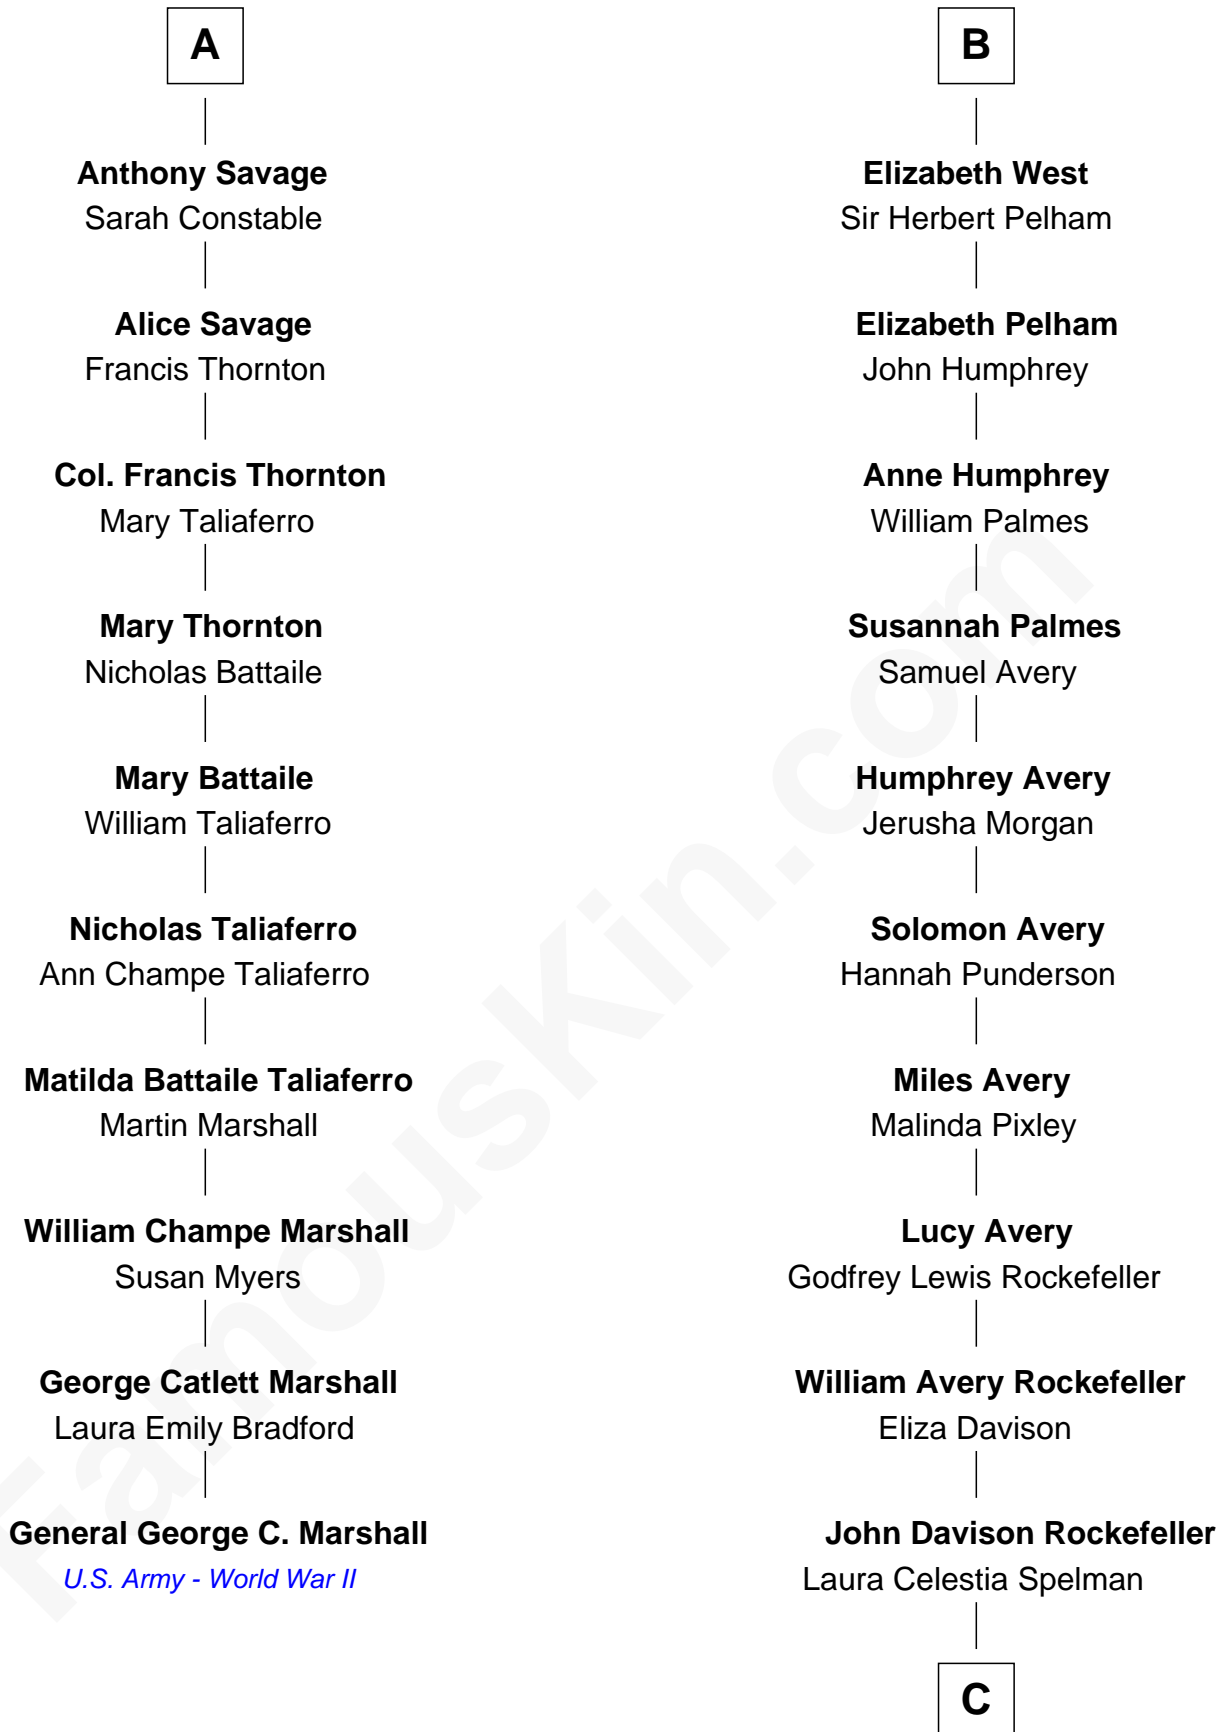 A
Anthony Savage
Sarah Constable
Alice Savage
Francis Thornton
Col. Francis Thornton
Mary Taliaferro
Mary Thornton
Nicholas Battaile
Mary Battaile
William Taliaferro
Nicholas Taliaferro
Ann Champe Taliaferro
Matilda Battaile Taliaferro
Martin Marshall
William Champe Marshall
Susan Myers
George Catlett Marshall
Laura Emily Bradford
General George C. Marshall
U.S. Army - World War II
B
Elizabeth West
Sir Herbert Pelham
Elizabeth Pelham
John Humphrey
Anne Humphrey
William Palmes
Susannah Palmes
Samuel Avery
Humphrey Avery
Jerusha Morgan
Solomon Avery
Hannah Punderson
Miles Avery
Malinda Pixley
Lucy Avery
Godfrey Lewis Rockefeller
William Avery Rockefeller
Eliza Davison
John Davison Rockefeller
Laura Celestia Spelman
C
FamousKin.com